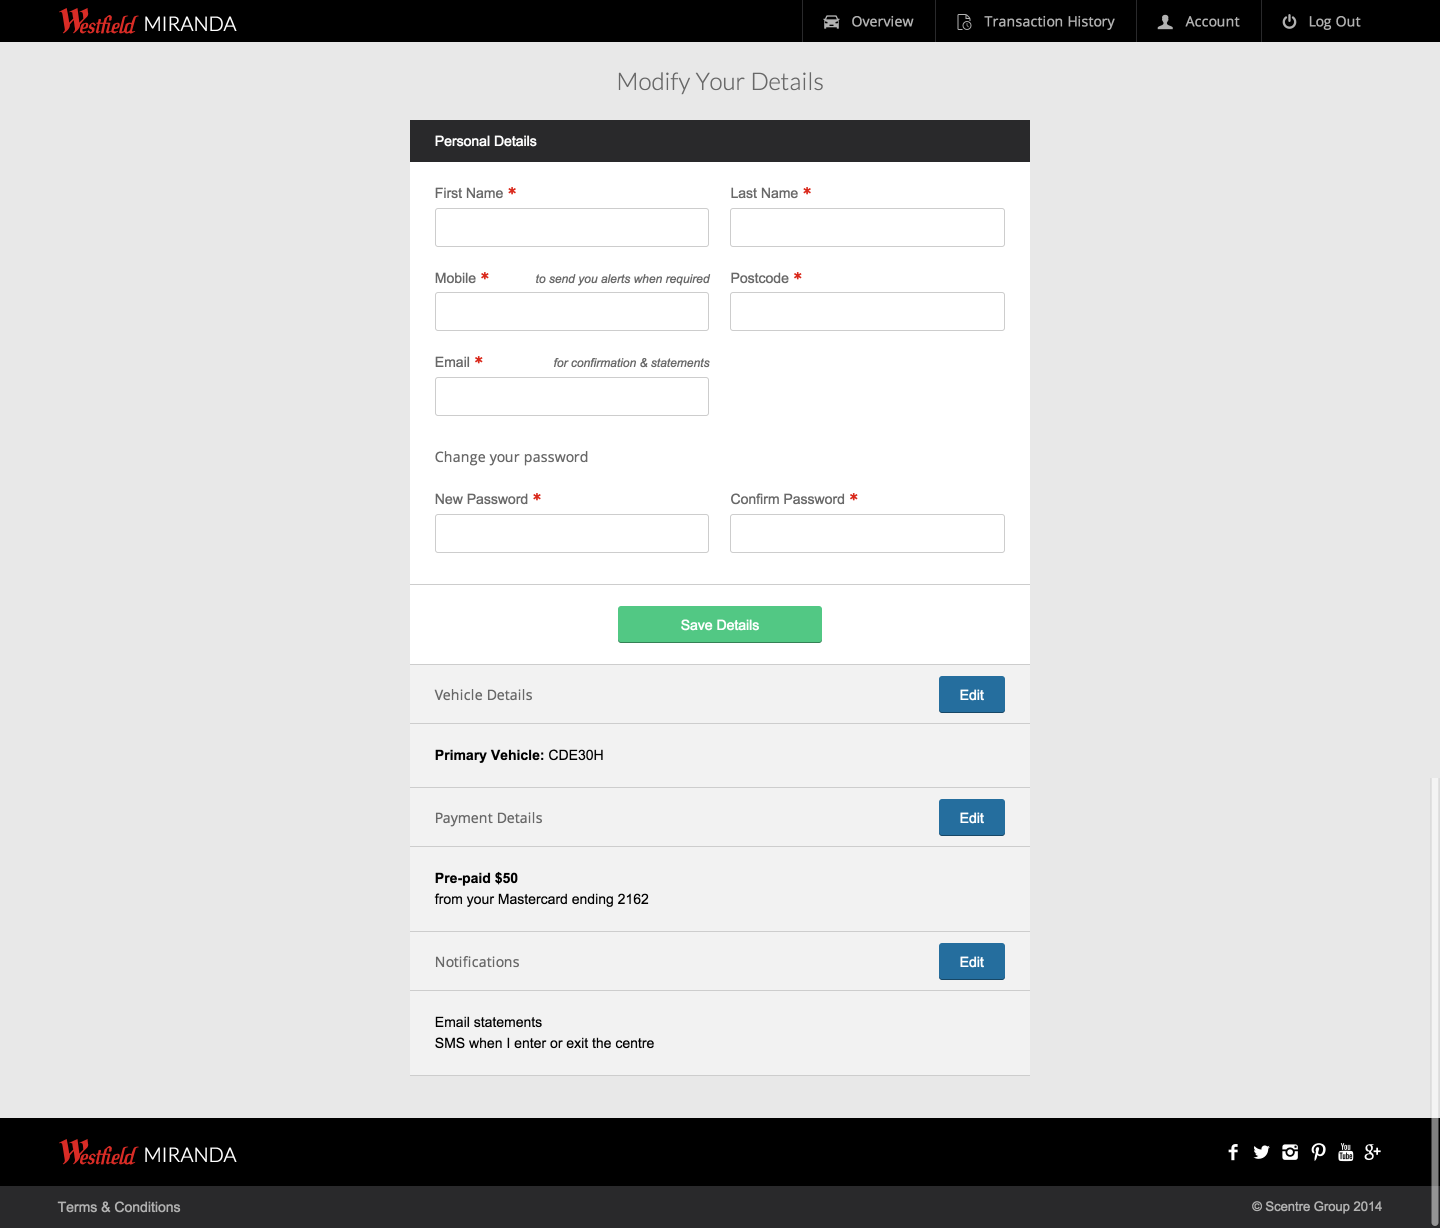 Westfield MIRANDA
Overview
Transaction History
Account
Log Out
Modify Your Details
Personal Details
First Name *
Last Name *
Mobile * to send you alerts when required
Postcode *
Email * for confirmation & statements
Change your password
New Password *
Confirm Password *
Save Details
Vehicle Details
Edit
Primary Vehicle: CDE30H
Payment Details
Edit
Pre-paid $50
from your Mastercard ending 2162
Notifications
Edit
Email statements
SMS when I enter or exit the centre
Westfield MIRANDA
You
Tube
Terms & Conditions
© Scentre Group 2014